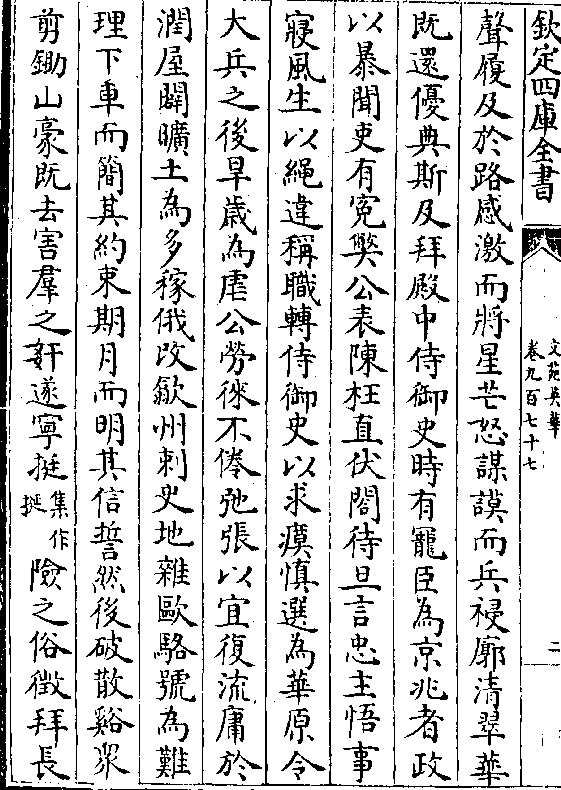 欽定四庫全書
文苑英華
卷九百七十七
二
聲履及於路感激而將星芒怒謀謨而兵祲廓清翠華
既還優典斯及拜殿中侍御史時有寵臣為京兆者政
以暴聞吏有寃獘公表陳枉直伏閤待旦言忠主悟事
寢風生以繩違稱職轉侍御史以求瘼慎選為華原令
大兵之後旱歲為虐公勞徠不倦弛張以宜復流庸於
潤屋闢曠土為多稼俄改歙州刺史地雜歐駱號為難
理下車而簡其約束期月而明其信誓然後破散谿衆
剪鋤山豪既去害羣之奸遂寧挺集作挻險之俗徵拜長